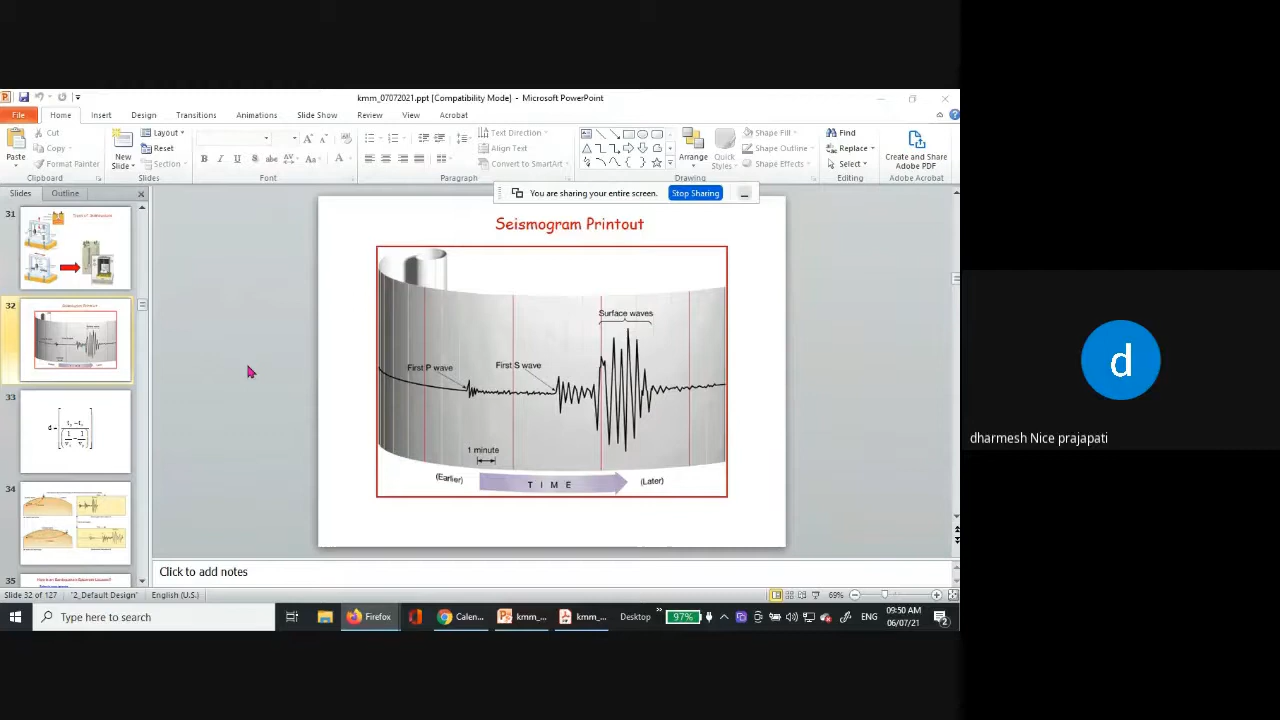 kmm_07072021.ppt [Compatibility Mode] - Microsoft PowerPoint
File Home Insert Design Transitions Animations Slide Show Review View Acrobat
Paste
Cut
Copy
Format Painter
Clipboard
New Slide
Layout
Reset
Section
Slides
B I U S abc AV Aa A
Font
Text Direction
Align Text
Convert to SmartArt
Paragraph
Arrange
Quick Styles
Shape Fill
Shape Outline
Shape Effects
Drawing
Find
Replace
Select
Editing
Create and Share Adobe PDF
Adobe Acrobat
You are sharing your entire screen. Stop Sharing
Slides Outline
31
32
33
34
35
Seismogram Printout
Surface waves
First P wave
First S wave
1 minute
(Earlier)
TIME
(Later)
Click to add notes
Slide 32 of 127 "2_Default Design" English (U.S.) 69%
Type here to search
Firefox
Calen...
kmm_...
kmm_...
Desktop
97%
ENG
09:50 AM
06/07/21
2
d
dharmesh Nice prajapati